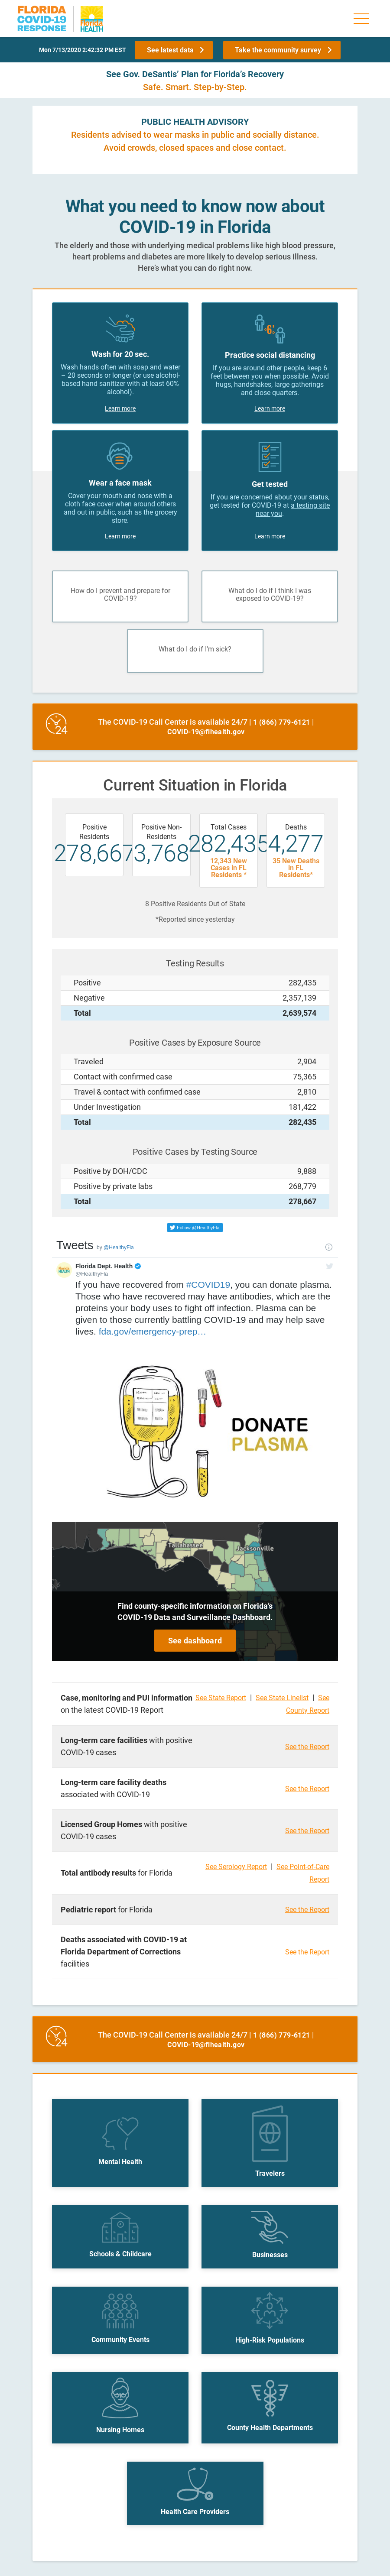 FLORIDA
COVID-19
RESPONSE
Florida
HEALTH
Mon 7/13/2020 2:42:32 PM EST
See latest data
Take the community survey
See Gov. DeSantis' Plan for Florida's Recovery
Safe. Smart. Step-by-Step.
PUBLIC HEALTH ADVISORY
Residents advised to wear masks in public and socially distance.
Avoid crowds, closed spaces and close contact.
What you need to know now about
COVID-19 in Florida
The elderly and those with underlying medical problems like high blood pressure,
heart problems and diabetes are more likely to develop serious illness.
Here's what you can do right now.
Wash for 20 sec.
Wash hands often with soap and water
– 20 seconds or longer (or use alcohol-
based hand sanitizer with at least 60%
alcohol).
Learn more
6'
Practice social distancing
If you are around other people, keep 6
feet between you when possible. Avoid
hugs, handshakes, large gatherings
and close quarters.
Learn more
Wear a face mask
Cover your mouth and nose with a
cloth face cover when around others
and out in public, such as the grocery
store.
Learn more
Get tested
If you are concerned about your status,
get tested for COVID-19 at a testing site
near you.
Learn more
How do I prevent and prepare for
COVID-19?
What do I do if I think I was
exposed to COVID-19?
What do I do if I'm sick?
24
The COVID-19 Call Center is available 24/7 | 1 (866) 779-6121 |
COVID-19@flhealth.gov
Current Situation in Florida
Positive
Residents
278,667
Positive Non-
Residents
3,768
Total Cases
282,435
12,343 New
Cases in FL
Residents *
Deaths
4,277
35 New Deaths
in FL
Residents*
8 Positive Residents Out of State
*Reported since yesterday
Testing Results
Positive 282,435
Negative 2,357,139
Total 2,639,574
Positive Cases by Exposure Source
Traveled 2,904
Contact with confirmed case 75,365
Travel & contact with confirmed case 2,810
Under Investigation 181,422
Total 282,435
Positive Cases by Testing Source
Positive by DOH/CDC 9,888
Positive by private labs 268,779
Total 278,667
Follow @HealthyFla
Tweets by @HealthyFla
Florida Dept. Health
@HealthyFla
If you have recovered from #COVID19, you can donate plasma.
Those who have recovered may have antibodies, which are the
proteins your body uses to fight off infection. Plasma can be
given to those currently battling COVID-19 and may help save
lives. fda.gov/emergency-prep…
DONATE
PLASMA
Tallahassee
Jacksonville
Find county-specific information on Florida's
COVID-19 Data and Surveillance Dashboard.
See dashboard
Case, monitoring and PUI information
on the latest COVID-19 Report
See State Report | See State Linelist | See
County Report
Long-term care facilities with positive
COVID-19 cases
See the Report
Long-term care facility deaths
associated with COVID-19
See the Report
Licensed Group Homes with positive
COVID-19 cases
See the Report
Total antibody results for Florida
See Serology Report | See Point-of-Care
Report
Pediatric report for Florida
See the Report
Deaths associated with COVID-19 at
Florida Department of Corrections
facilities
See the Report
24
The COVID-19 Call Center is available 24/7 | 1 (866) 779-6121 |
COVID-19@flhealth.gov
Mental Health
Travelers
Schools & Childcare
Businesses
Community Events
High-Risk Populations
Nursing Homes
County Health Departments
Health Care Providers